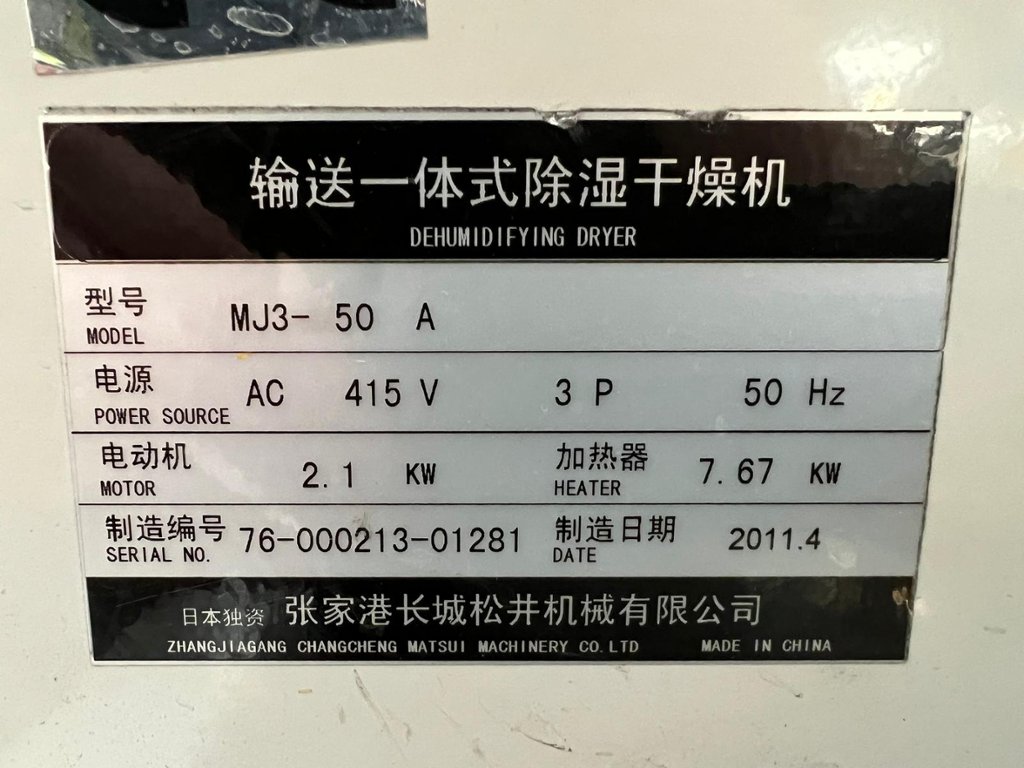 输送一体式除湿干燥机
DEHUMIDIFYING DRYER
型号 MJ3- 50 A
MODEL
电源 AC 415 V 3 P 50 Hz
POWER SOURCE
电动机 2.1 KW 加热器 7.67 KW
MOTOR HEATER
制造编号 76-000213-01281 制造日期 2011.4
SERIAL NO. DATE
日本独资 张家港长城松井机械有限公司
ZHANGJIAGANG CHANGCHENG MATSUI MACHINERY CO.LTD MADE IN CHINA